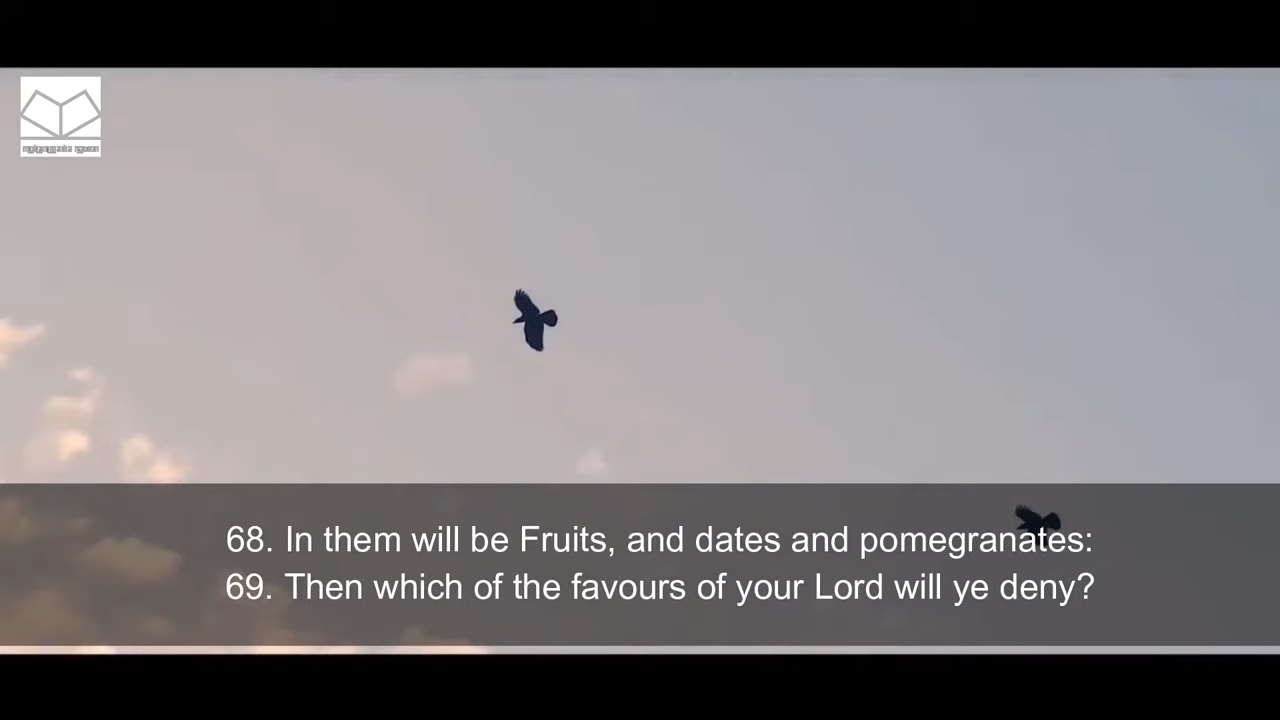 68. In them will be Fruits, and dates and pomegranates:
69. Then which of the favours of your Lord will ye deny?